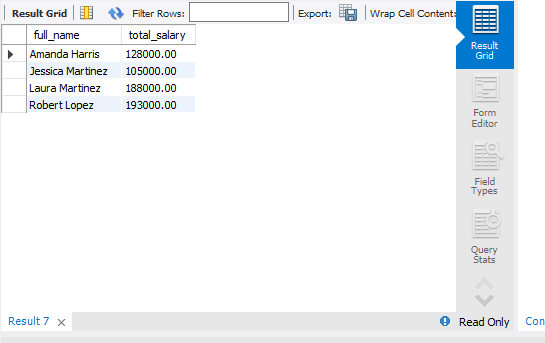 Result Grid Filter Rows: Export: Wrap Cell Content:
full_name total_salary
Amanda Harris 128000.00
Jessica Martinez 105000.00
Laura Martinez 188000.00
Robert Lopez 193000.00
Result
Grid
Form
Editor
Field
Types
Query
Stats
Result 7 Read Only Con